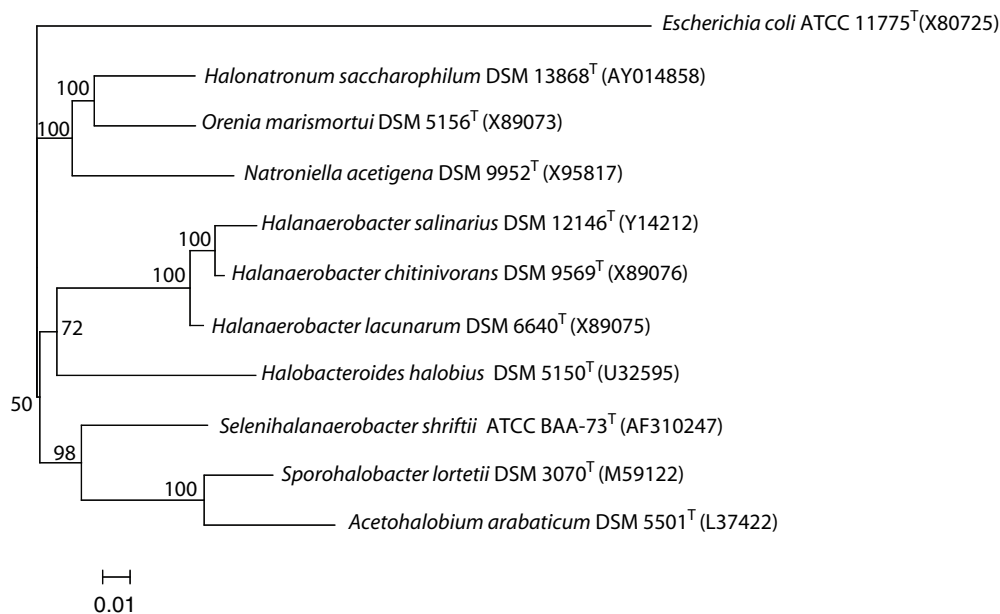 Escherichia coli ATCC 11775T(X80725)
Halonatronum saccharophilum DSM 13868T (AY014858)
100
Orenia marismortui DSM 5156T (X89073)
100
Natroniella acetigena DSM 9952T (X95817)
Halanaerobacter salinarius DSM 12146T (Y14212)
100
Halanaerobacter chitinivorans DSM 9569T (X89076)
100
Halanaerobacter lacunarum DSM 6640T (X89075)
72
Halobacteroides halobius DSM 5150T (U32595)
50
Selenihalanaerobacter shriftii ATCC BAA-73T (AF310247)
98
Sporohalobacter lortetii DSM 3070T (M59122)
100
Acetohalobium arabaticum DSM 5501T (L37422)
0.01